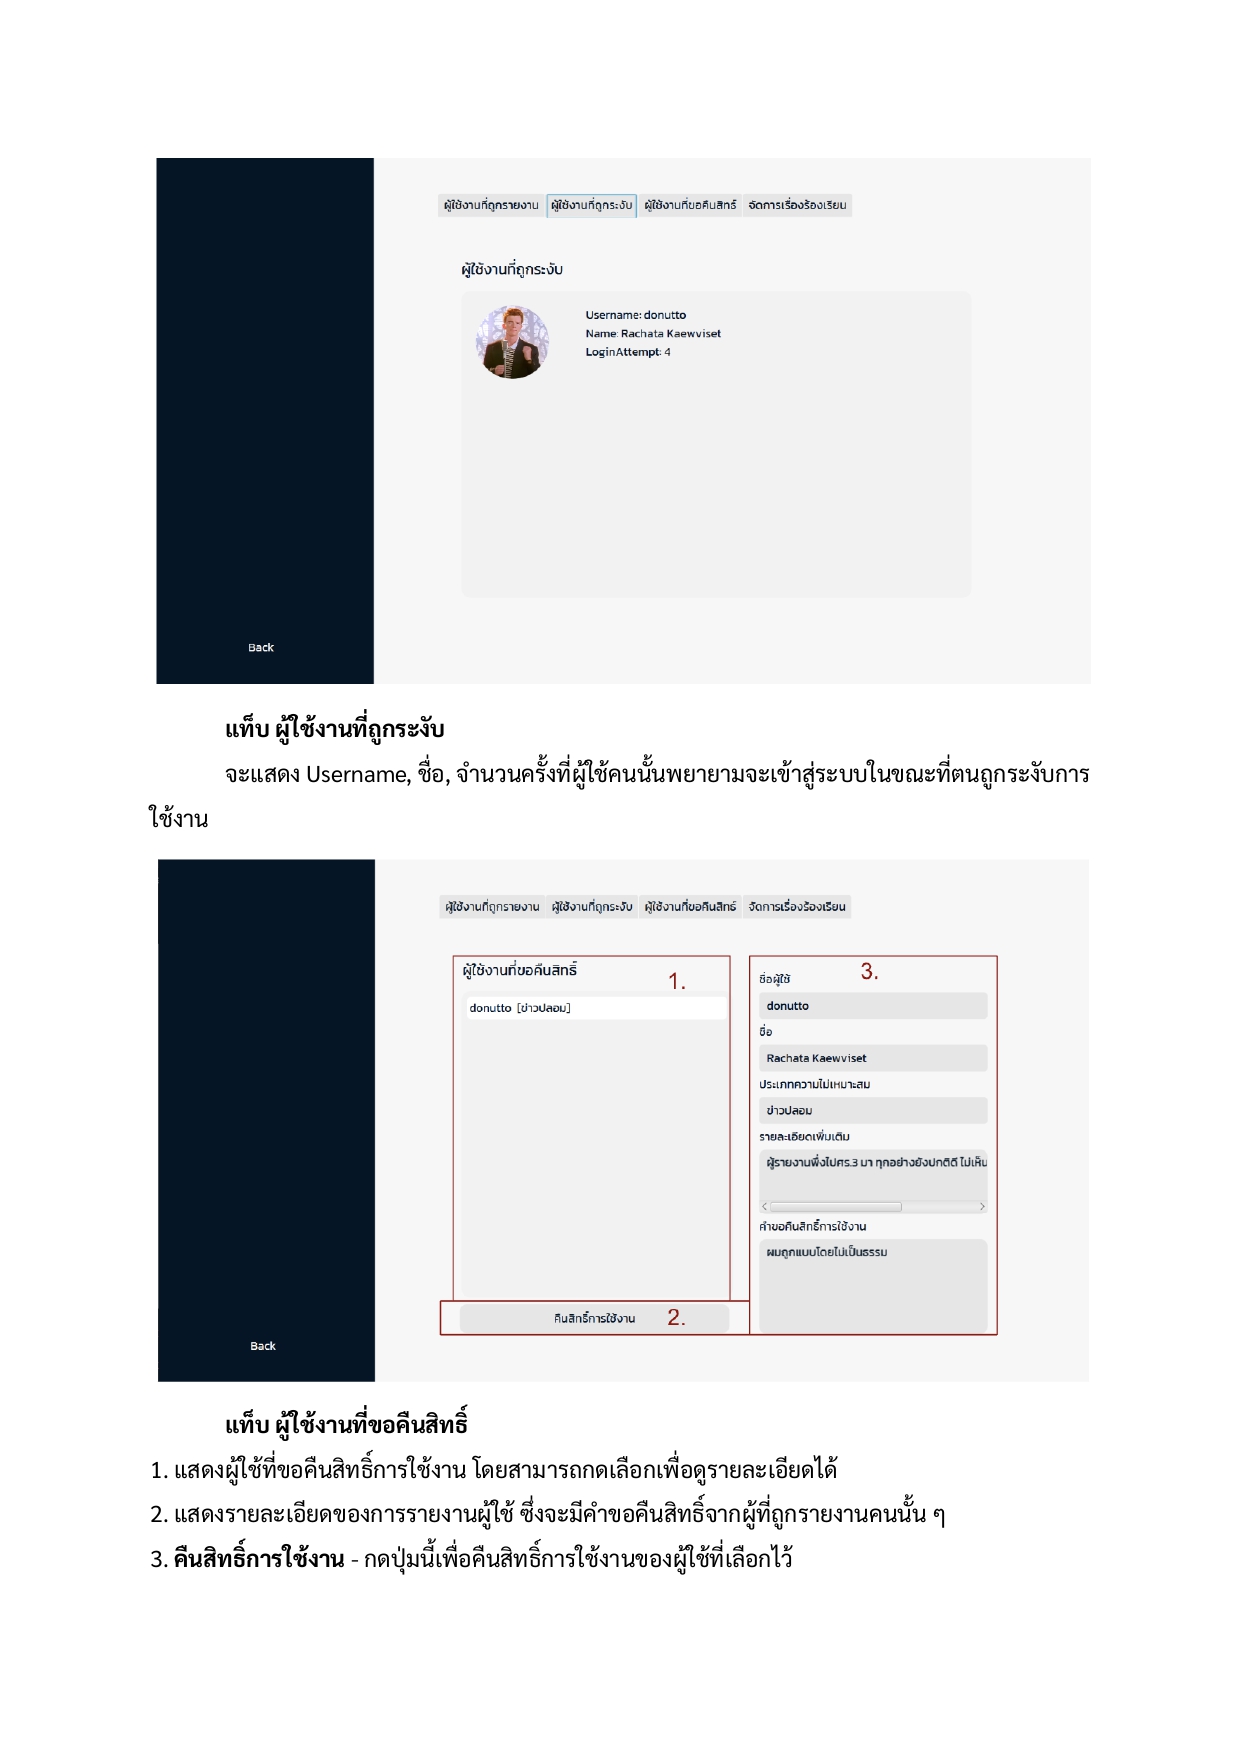 ผู้ใช้งานที่ถูกรายงาน ผู้ใช้งานที่ถูกระงับ ผู้ใช้งานที่ขอคืนสิทธ์ จัดการเรื่องร้องเรียน
ผู้ใช้งานที่ถูกระงับ
Username: donutto
Name: Rachata Kaewviset
LoginAttempt: 4
Back
แท็บ ผู้ใช้งานที่ถูกระงับ
จะแสดง Username, ชื่อ, จำนวนครั้งที่ผู้ใช้คนนั้นพยายามจะเข้าสู่ระบบในขณะที่ตนถูกระงับการ
ใช้งาน
ผู้ใช้งานที่ถูกรายงาน ผู้ใช้งานที่ถูกระงับ ผู้ใช้งานที่ขอคืนสิทธ์ จัดการเรื่องร้องเรียน
ผู้ใช้งานที่ขอคืนสิทธิ์
1.
donutto [ข่าวปลอม]
คืนสิทธิ์การใช้งาน 2.
3.
ชื่อผู้ใช้
donutto
ชื่อ
Rachata Kaewviset
ประเภทความไม่เหมาะสม
ข่าวปลอม
รายละเอียดเพิ่มเติม
ผู้รายงานพึ่งไปศร.3 มา ทุกอย่างยังปกติดี ไม่เห็น
คำขอคืนสิทธิ์การใช้งาน
ผมถูกแบบโดยไม่เป็นธรรม
Back
แท็บ ผู้ใช้งานที่ขอคืนสิทธิ์
1. แสดงผู้ใช้ที่ขอคืนสิทธิ์การใช้งาน โดยสามารถกดเลือกเพื่อดูรายละเอียดได้
2. แสดงรายละเอียดของการรายงานผู้ใช้ ซึ่งจะมีคำขอคืนสิทธิ์จากผู้ที่ถูกรายงานคนนั้น ๆ
3. คืนสิทธิ์การใช้งาน - กดปุ่มนี้เพื่อคืนสิทธิ์การใช้งานของผู้ใช้ที่เลือกไว้